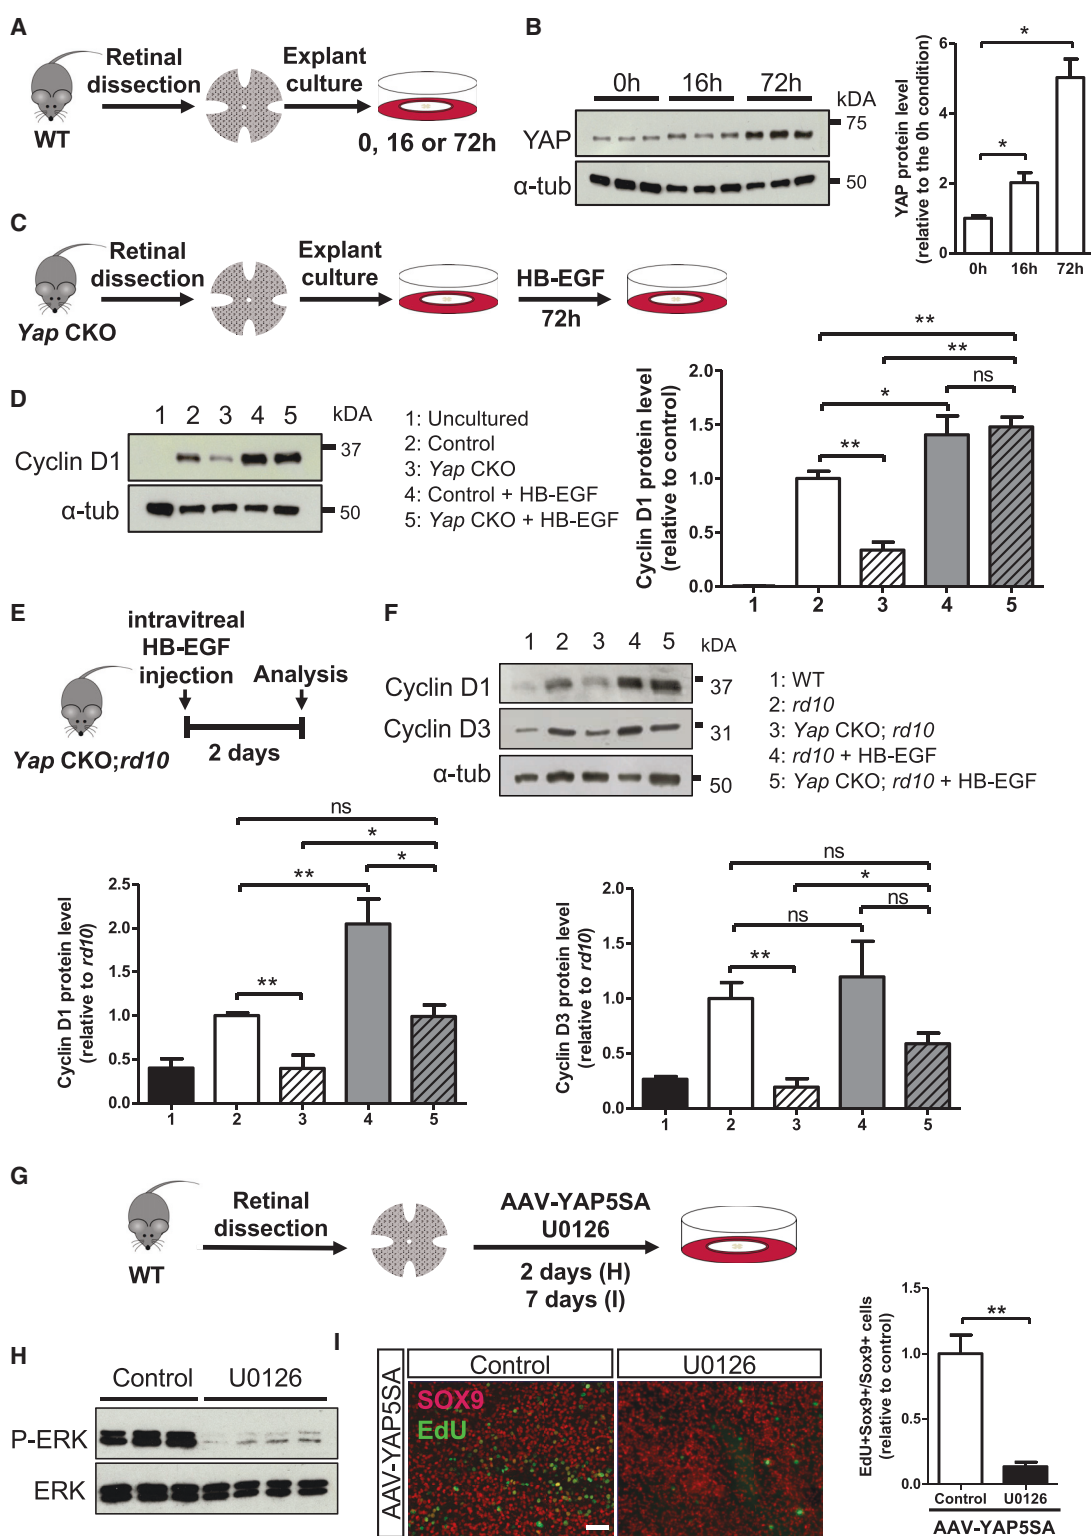 A
Retinal
dissection
Explant
culture
WT
0, 16 or 72h
B
0h 16h 72h kDA
75
YAP
α-tub
50
YAP protein level
(relative to the 0h condition)
6
4
2
0
*
*
0h 16h 72h
C
Retinal
dissection
Explant
culture
HB-EGF
72h
Yap CKO
D
1 2 3 4 5 kDA
Cyclin D1
37
α-tub
50
1: Uncultured
2: Control
3: Yap CKO
4: Control + HB-EGF
5: Yap CKO + HB-EGF
Cyclin D1 protein level
(relative to control)
2.0
1.5
1.0
0.5
0.0
**
**
*
ns
**
1 2 3 4 5
E
intravitreal
HB-EGF
injection
Analysis
2 days
Yap CKO;rd10
F
1 2 3 4 5 kDA
Cyclin D1
37
Cyclin D3
31
α-tub
50
1: WT
2: rd10
3: Yap CKO; rd10
4: rd10 + HB-EGF
5: Yap CKO; rd10 + HB-EGF
Cyclin D1 protein level
(relative to rd10)
2.5
2.0
1.5
1.0
0.5
0.0
ns
*
**
*
**
1 2 3 4 5
Cyclin D3 protein level
(relative to rd10)
2.0
1.5
1.0
0.5
0.0
ns
*
ns
ns
**
1 2 3 4 5
G
Retinal
dissection
AAV-YAP5SA
U0126
2 days (H)
7 days (I)
WT
H
Control U0126
P-ERK
ERK
I
AAV-YAP5SA
Control
U0126
SOX9
EdU
EdU+Sox9+/Sox9+ cells
(relative to control)
1.5
1.0
0.5
0.0
**
Control U0126
AAV-YAP5SA